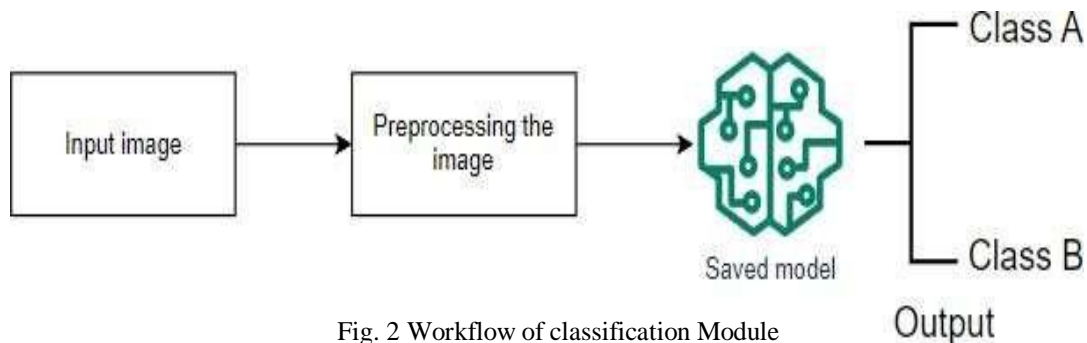 Input image
Preprocessing the
image
Saved model
Class A
Class B
Output
Fig. 2 Workflow of classification Module